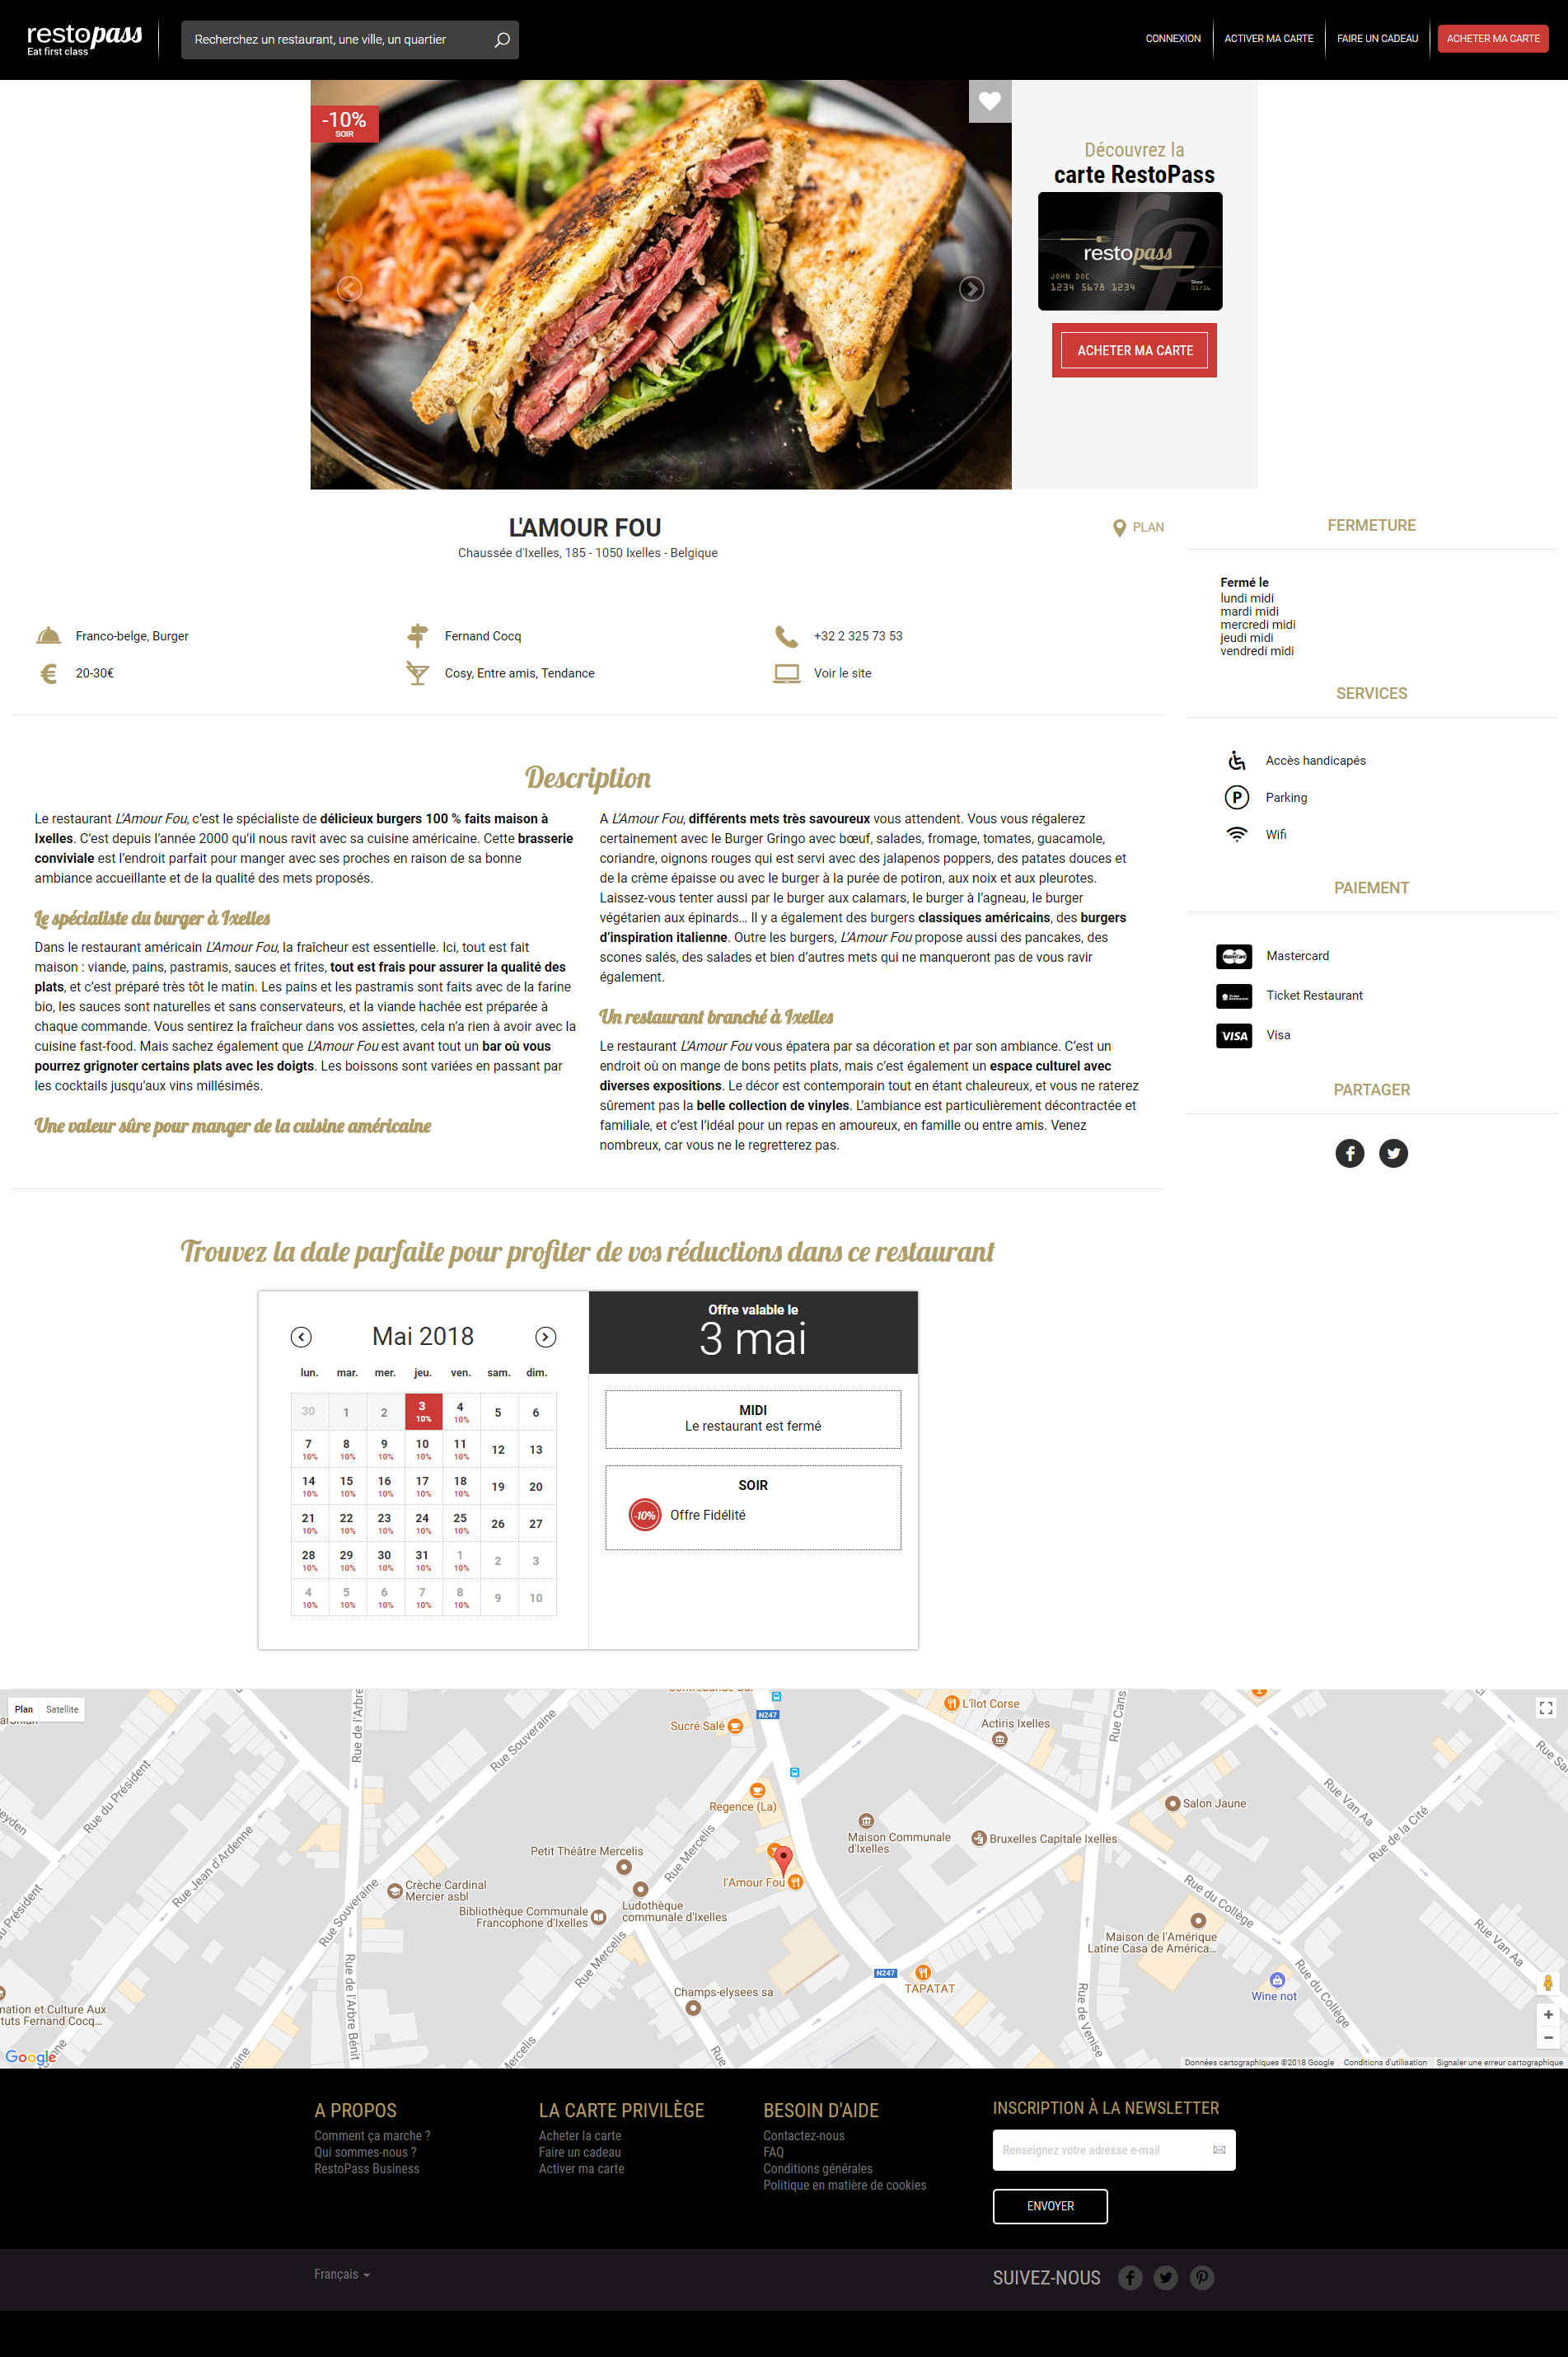 restopass
Eat first class
Recherchez un restaurant, une ville, un quartier
CONNEXION
ACTIVER MA CARTE
FAIRE UN CADEAU
ACHETER MA CARTE
-10%
SOIR
Découvrez la
carte RestoPass
restopass
JOHN DOE
1234 5678 1234
Since
01/16
ACHETER MA CARTE
L'AMOUR FOU
Chaussée d'Ixelles, 185 - 1050 Ixelles - Belgique
PLAN
Franco-belge, Burger
Fernand Cocq
+32 2 325 73 53
20-30€
Cosy, Entre amis, Tendance
Voir le site
FERMETURE
Fermé le
lundi midi
mardi midi
mercredi midi
jeudi midi
vendredi midi
SERVICES
Accès handicapés
P
Parking
Wifi
PAIEMENT
MasterCard
Mastercard
Ticket Restaurant
VISA
Visa
PARTAGER
Description
Le restaurant L'Amour Fou, c'est le spécialiste de délicieux burgers 100 % faits maison à
Ixelles. C'est depuis l'année 2000 qu'il nous ravit avec sa cuisine américaine. Cette brasserie
conviviale est l'endroit parfait pour manger avec ses proches en raison de sa bonne
ambiance accueillante et de la qualité des mets proposés.
Le spécialiste du burger à Ixelles
Dans le restaurant américain L'Amour Fou, la fraîcheur est essentielle. Ici, tout est fait
maison : viande, pains, pastramis, sauces et frites, tout est frais pour assurer la qualité des
plats, et c'est préparé très tôt le matin. Les pains et les pastramis sont faits avec de la farine
bio, les sauces sont naturelles et sans conservateurs, et la viande hachée est préparée à
chaque commande. Vous sentirez la fraîcheur dans vos assiettes, cela n'a rien à avoir avec la
cuisine fast-food. Mais sachez également que L'Amour Fou est avant tout un bar où vous
pourrez grignoter certains plats avec les doigts. Les boissons sont variées en passant par
les cocktails jusqu'aux vins millésimés.
Une valeur sûre pour manger de la cuisine américaine
A L'Amour Fou, différents mets très savoureux vous attendent. Vous vous régalerez
certainement avec le Burger Gringo avec bœuf, salades, fromage, tomates, guacamole,
coriandre, oignons rouges qui est servi avec des jalapenos poppers, des patates douces et
de la crème épaisse ou avec le burger à la purée de potiron, aux noix et aux pleurotes.
Laissez-vous tenter aussi par le burger aux calamars, le burger à l'agneau, le burger
végétarien aux épinards... Il y a également des burgers classiques américains, des burgers
d'inspiration italienne. Outre les burgers, L'Amour Fou propose aussi des pancakes, des
scones salés, des salades et bien d'autres mets qui ne manqueront pas de vous ravir
également.
Un restaurant branché à Ixelles
Le restaurant L'Amour Fou vous épatera par sa décoration et par son ambiance. C'est un
endroit où on mange de bons petits plats, mais c'est également un espace culturel avec
diverses expositions. Le décor est contemporain tout en étant chaleureux, et vous ne raterez
sûrement pas la belle collection de vinyles. L'ambiance est particulièrement décontractée et
familiale, et c'est l'idéal pour un repas en amoureux, en famille ou entre amis. Venez
nombreux, car vous ne le regretterez pas.
Trouvez la date parfaite pour profiter de vos réductions dans ce restaurant
Mai 2018
lun. mar. mer. jeu. ven. sam. dim.
30 1 2 3 4 5 6
10% 10%
7 8 9 10 11 12 13
10% 10% 10% 10% 10%
14 15 16 17 18 19 20
10% 10% 10% 10% 10%
21 22 23 24 25 26 27
10% 10% 10% 10% 10%
28 29 30 31 1 2 3
10% 10% 10% 10% 10%
4 5 6 7 8 9 10
10% 10% 10% 10% 10%
Offre valable le
3 mai
MIDI
Le restaurant est fermé
SOIR
-10%
Offre Fidélité
Plan
Satellite
Rue de l'Arbre
Rue Souveraine
Sucré Salé
N247
L'îlot Corse
Actiris Ixelles
Rue Cans
Rue du Président
Regence (La)
Salon Jaune
Rue Van Aa
Rue de la Cité
Rue Jean d'Ardenne
Petit Théâtre Mercelis
Rue Mercelis
Maison Communale
d'Ixelles
Bruxelles Capitale Ixelles
Crèche Cardinal
Mercier asbl
l'Amour Fou
Rue Souveraine
Bibliothèque Communale
Francophone d'Ixelles
Ludothèque
communale d'Ixelles
Rue du Collège
Maison de l'Amérique
Latine Casa de América...
Rue Van Aa
Rue Mercelis
Rue de l'Arbre Bénit
N247
TAPATAT
Champs-elysees sa
Rue de Venise
Wine not
Rue du Collège
mation et Culture Aux
tuts Fernand Cocq...
Mercelis
Rue
Google
Données cartographiques ©2018 Google
Conditions d'utilisation
Signaler une erreur cartographique
A PROPOS
Comment ça marche ?
Qui sommes-nous ?
RestoPass Business
LA CARTE PRIVILÈGE
Acheter la carte
Faire un cadeau
Activer ma carte
BESOIN D'AIDE
Contactez-nous
FAQ
Conditions générales
Politique en matière de cookies
INSCRIPTION À LA NEWSLETTER
Renseignez votre adresse e-mail
ENVOYER
Français
SUIVEZ-NOUS